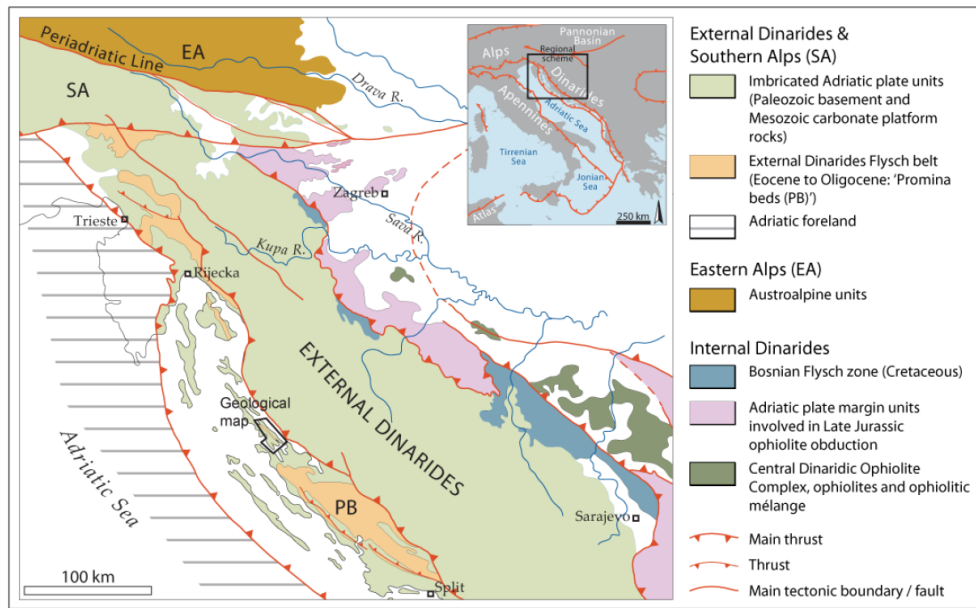 Periadriatic Line
EA
SA
Drava R.
Zagreb
Sava R.
Trieste
Kupa R.
Rijecka
EXTERNAL DINARIDES
Geological
map
Adriatic Sea
PB
Sarajevo
Split
100 km
Alps
Pannonian
Basin
Regional
scheme
Dinarides
Adriatic Sea
Apennines
Tirrenian
Sea
Jonian
Sea
Atlas
250 km
External Dinarides &
Southern Alps (SA)
Imbricated Adriatic plate units
(Paleozoic basement and
Mesozoic carbonate platform
rocks)
External Dinarides Flysch belt
(Eocene to Oligocene: 'Promina
beds (PB)')
Adriatic foreland
Eastern Alps (EA)
Austroalpine units
Internal Dinarides
Bosnian Flysch zone (Cretaceous)
Adriatic plate margin units
involved in Late Jurassic
ophiolite obduction
Central Dinaridic Ophiolite
Complex, ophiolites and ophiolitic
mélange
Main thrust
Thrust
Main tectonic boundary / fault